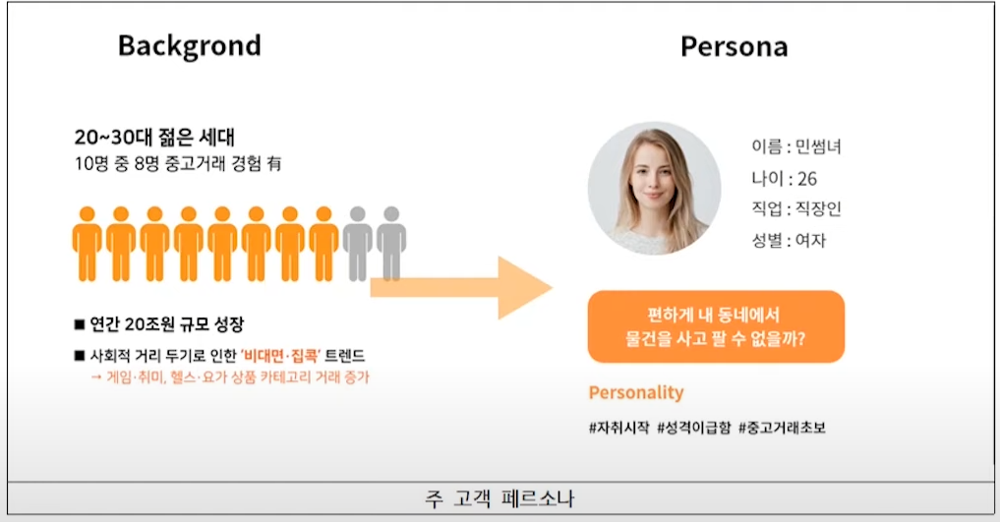 Backgrond
20~30대 젊은 세대
10명 중 8명 중고거래 경험 有
■ 연간 20조원 규모 성장
■ 사회적 거리 두기로 인한 '비대면·집콕' 트렌드
→ 게임·취미, 헬스·요가 상품 카테고리 거래 증가
Persona
이름 : 민썸녀
나이 : 26
직업 : 직장인
성별 : 여자
편하게 내 동네에서
물건을 사고 팔 수 없을까?
Personality
#자취시작 #성격이급함 #중고거래초보
주 고객 페르소나